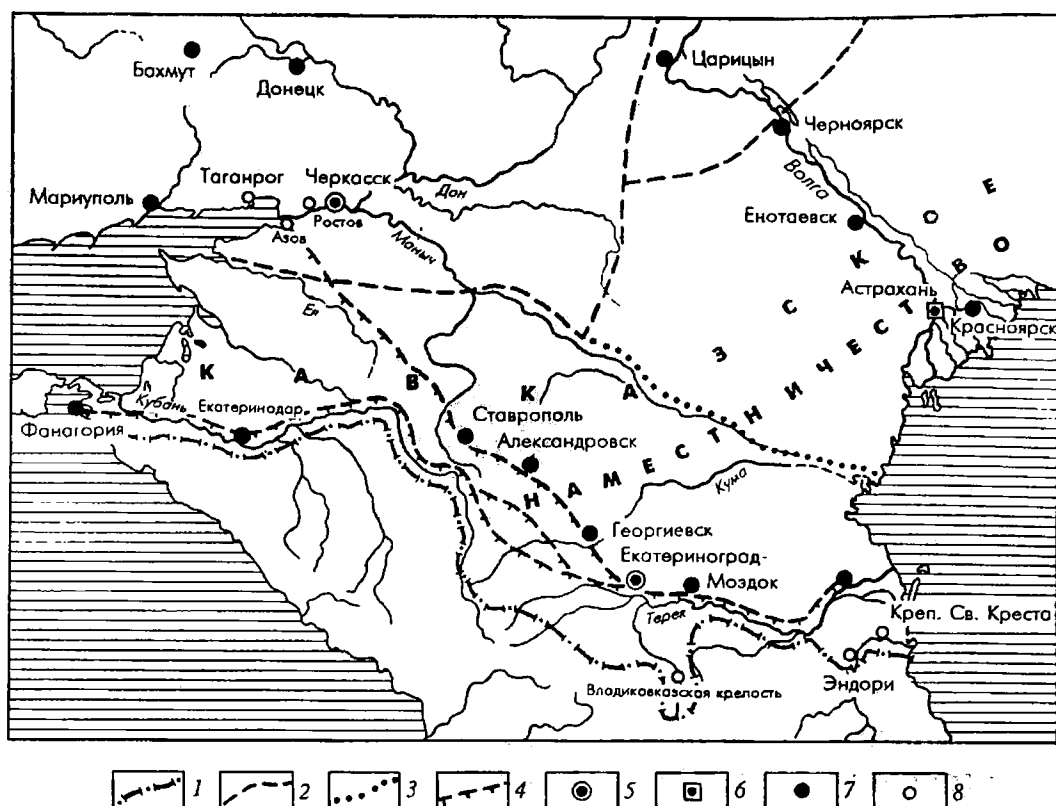 Бахмут
Донецк
Царицын
Черноярск
Волга
Таганрог
Черкасск
Дон
Мариуполь
Ростов
Азов
Маныч
Енотаевск
Астрахань
Красноярск
Ея
КАВКАЗСК
Е
НАМЕСТНИЧЕСТВ
Кубань
Екатеринодар
Фанагория
Ставрополь
Александровск
Кума
Георгиевск
Екатериноград-
Моздок
Терек
Креп. Св. Креста
Эндори
Владикавказская крепость
1 2 3 4 5 6 7 8